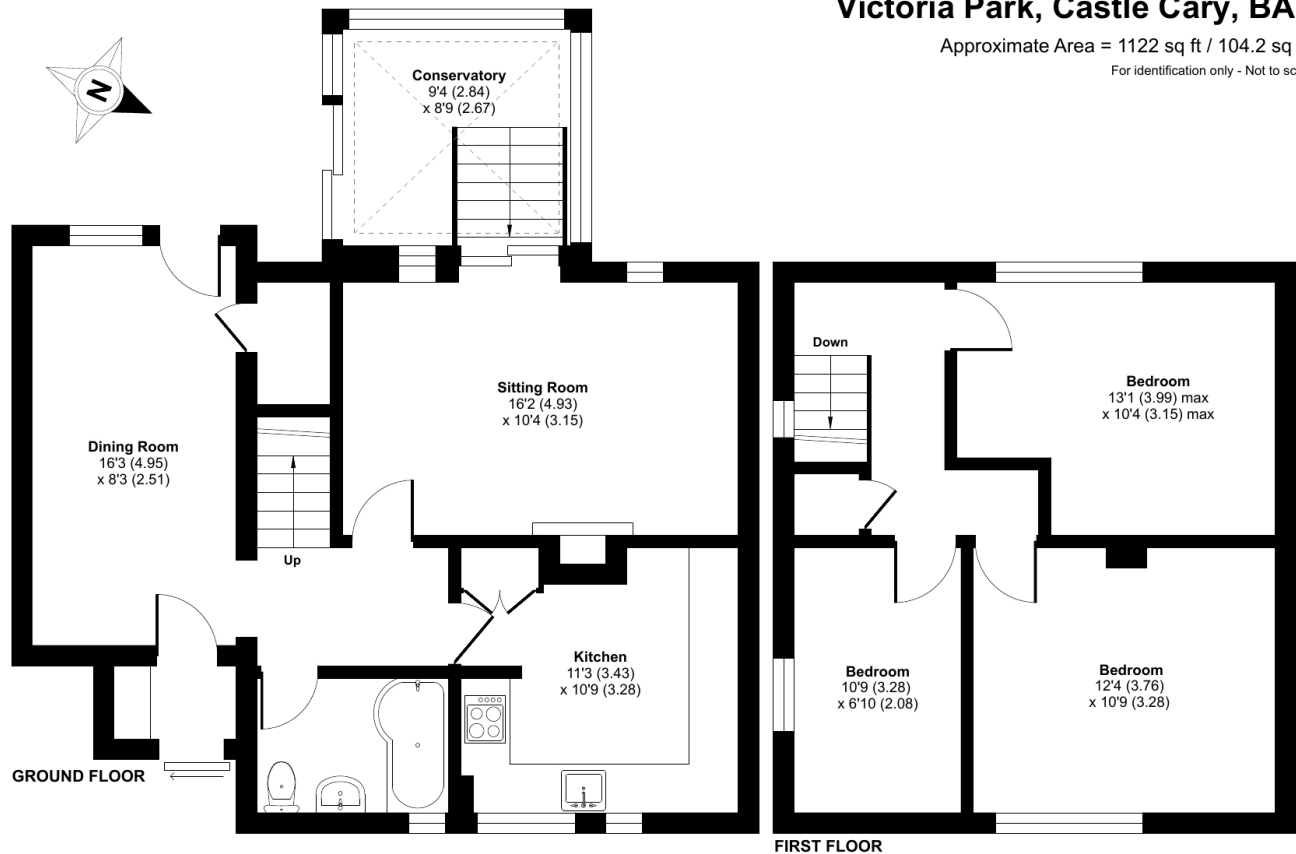 Victoria Park, Castle Cary, BA
Approximate Area = 1122 sq ft / 104.2 sq
For identification only - Not to sc
N
Conservatory
9'4 (2.84)
x 8'9 (2.67)
Sitting Room
16'2 (4.93)
x 10'4 (3.15)
Dining Room
16'3 (4.95)
x 8'3 (2.51)
Up
Kitchen
11'3 (3.43)
x 10'9 (3.28)
GROUND FLOOR
Down
Bedroom
13'1 (3.99) max
x 10'4 (3.15) max
Bedroom
10'9 (3.28)
x 6'10 (2.08)
Bedroom
12'4 (3.76)
x 10'9 (3.28)
FIRST FLOOR